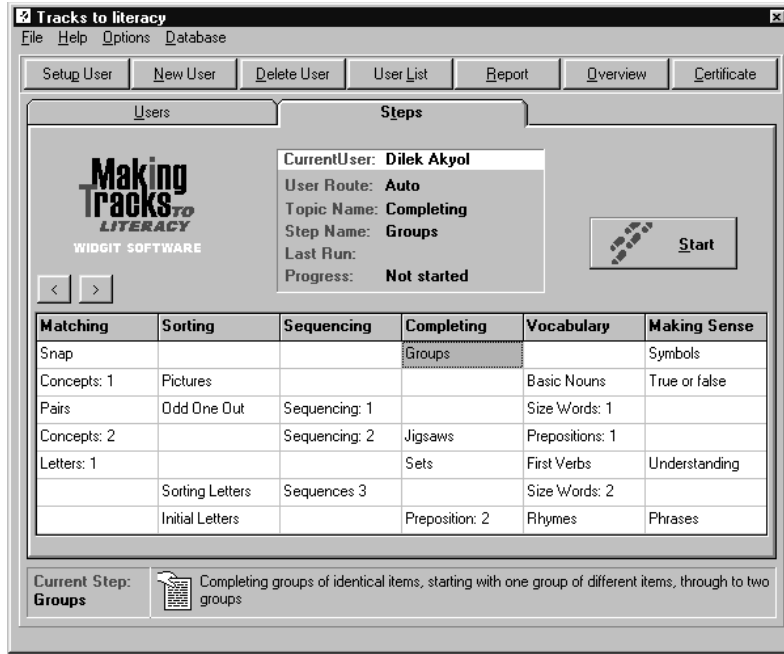 Tracks to literacy
File Help Options Database
Setup User New User Delete User User List Report Overview Certificate
Users Steps
Making
Tracks TO
LITERACY
WIDGIT SOFTWARE
CurrentUser: Dilek Akyol
User Route: Auto
Topic Name: Completing
Step Name: Groups
Last Run:
Progress: Not started
Start
< >
Matching Sorting Sequencing Completing Vocabulary Making Sense
Snap Groups Symbols
Concepts: 1 Pictures Basic Nouns True or false
Pairs Odd One Out Sequencing: 1 Size Words: 1
Concepts: 2 Sequencing: 2 Jigsaws Prepositions: 1
Letters: 1 Sets First Verbs Understanding
Sorting Letters Sequences 3 Size Words: 2
Initial Letters Preposition: 2 Rhymes Phrases
Current Step:
Groups
Completing groups of identical items, starting with one group of different items, through to two
groups